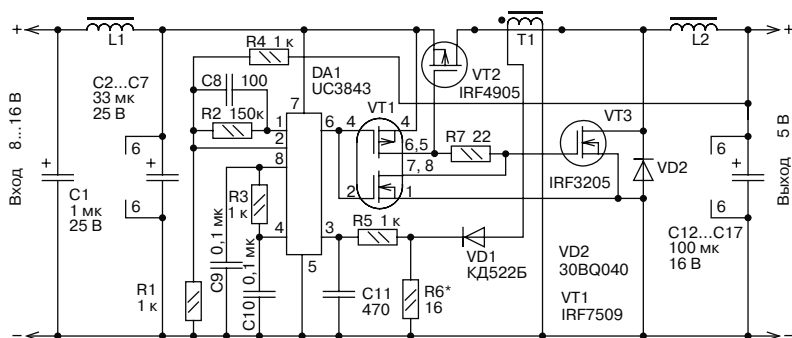 +
L1
R4 1 к
DA1
UC3843
VT2
IRF4905
T1
L2
+
Вход 8...16 В
C2...C7
33 мк
25 В
C8 100
R2 150к
7
1
2
8
4
6
3
5
VT1
4
4
6,5
7, 8
2
1
R7 22
VT3
IRF3205
VD2
5 В
Выход
6
6
+
+
C1
1 мк
25 В
R1
1 к
C9 0,1 мк
R3
1 к
C10 0,1 мк
R5 1 к
C11
470
R6*
16
VD1
КД522Б
VD2
30BQ040
VT1
IRF7509
6
6
+
C12...C17
100 мк
16 В
–
–